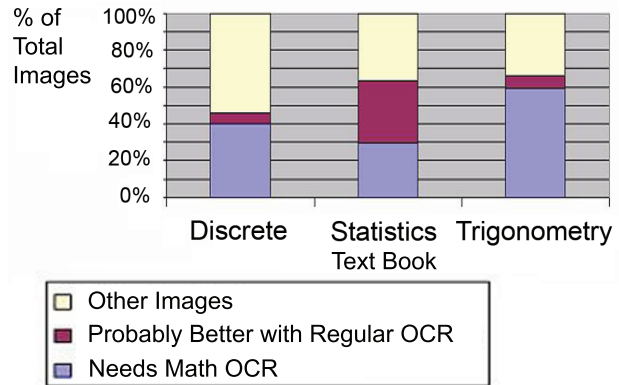 % of
Total
Images
100%
80%
60%
40%
20%
0%
Discrete
Statistics
Trigonometry
Text Book
Other Images
Probably Better with Regular OCR
Needs Math OCR